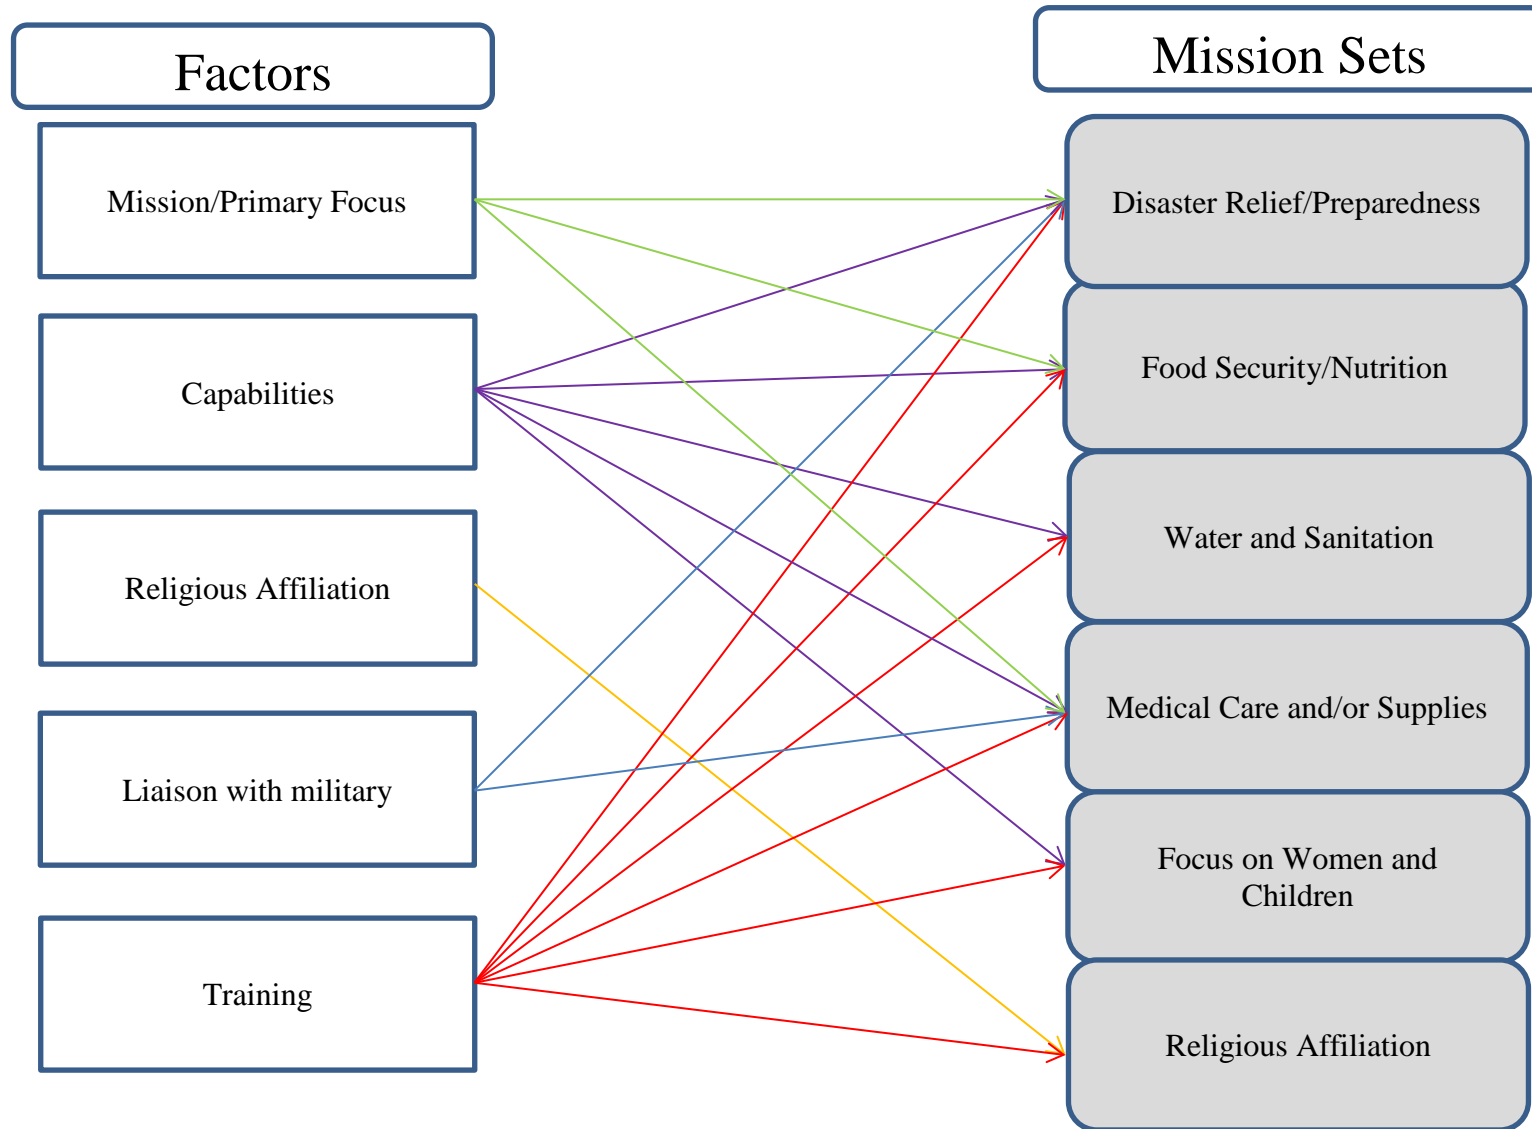 Factors
Mission/Primary Focus
Capabilities
Religious Affiliation
Liaison with military
Training
Mission Sets
Disaster Relief/Preparedness
Food Security/Nutrition
Water and Sanitation
Medical Care and/or Supplies
Focus on Women and
Children
Religious Affiliation